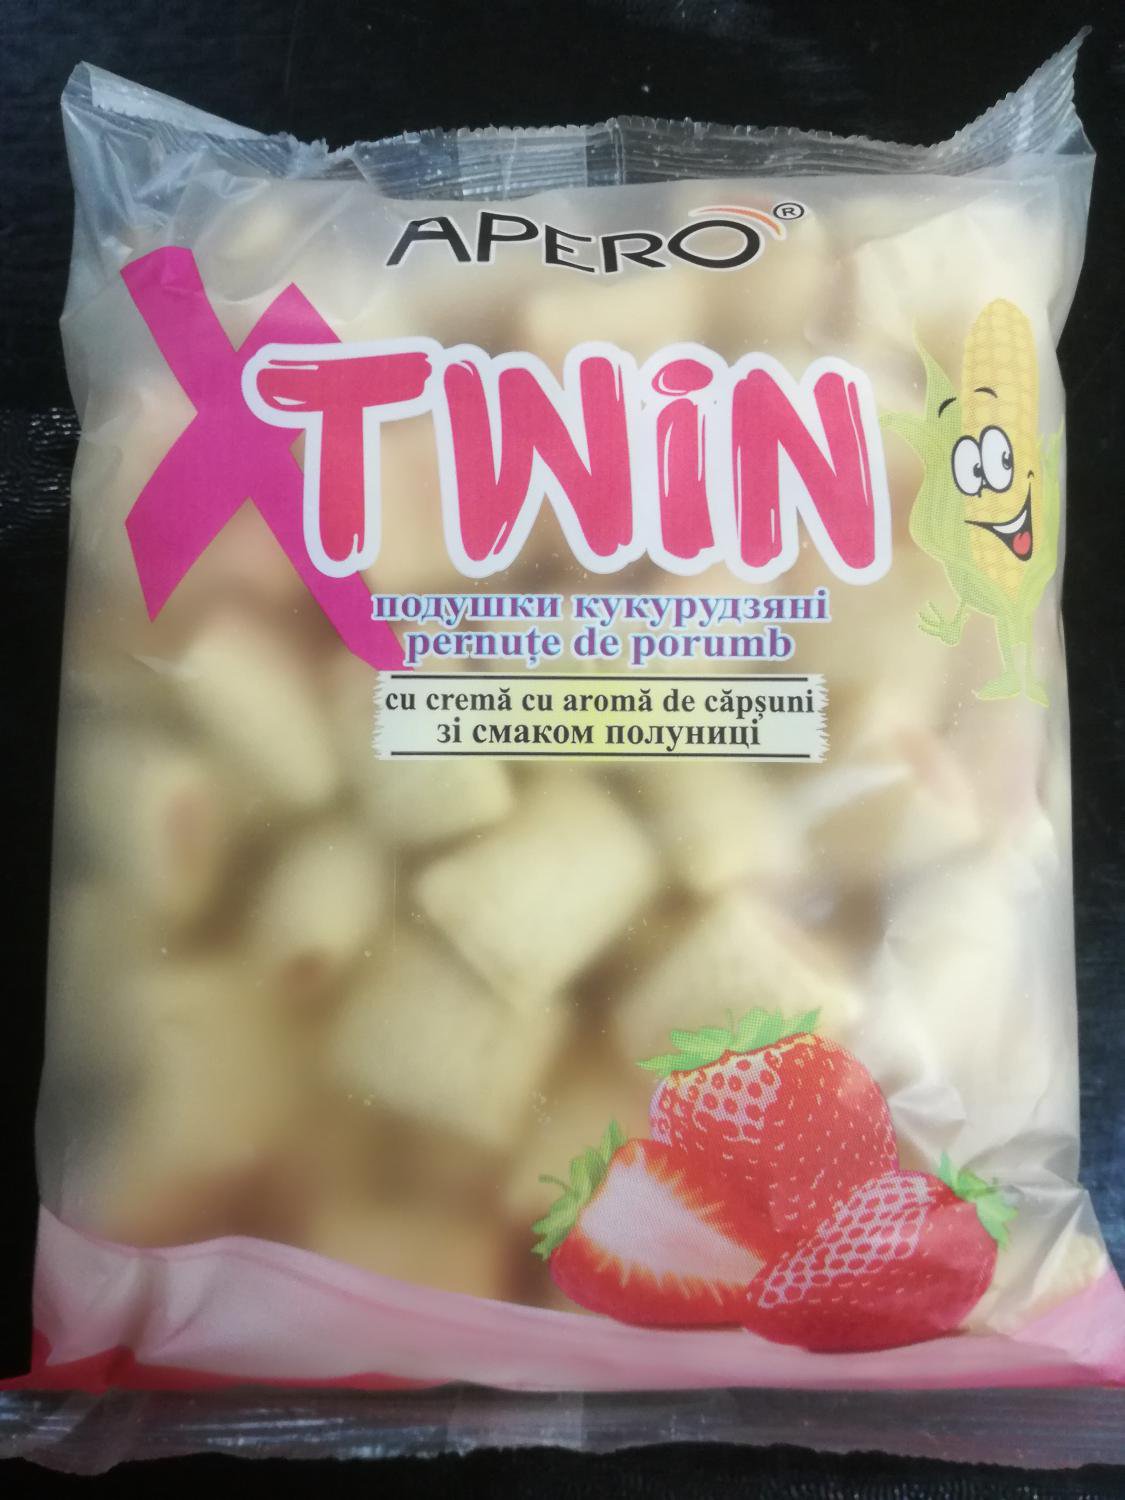 APERO®
XTWiN
подушки кукурудзяні
pernuțe de porumb
cu cremă cu aromă de căpșuni
зі смаком полуниці